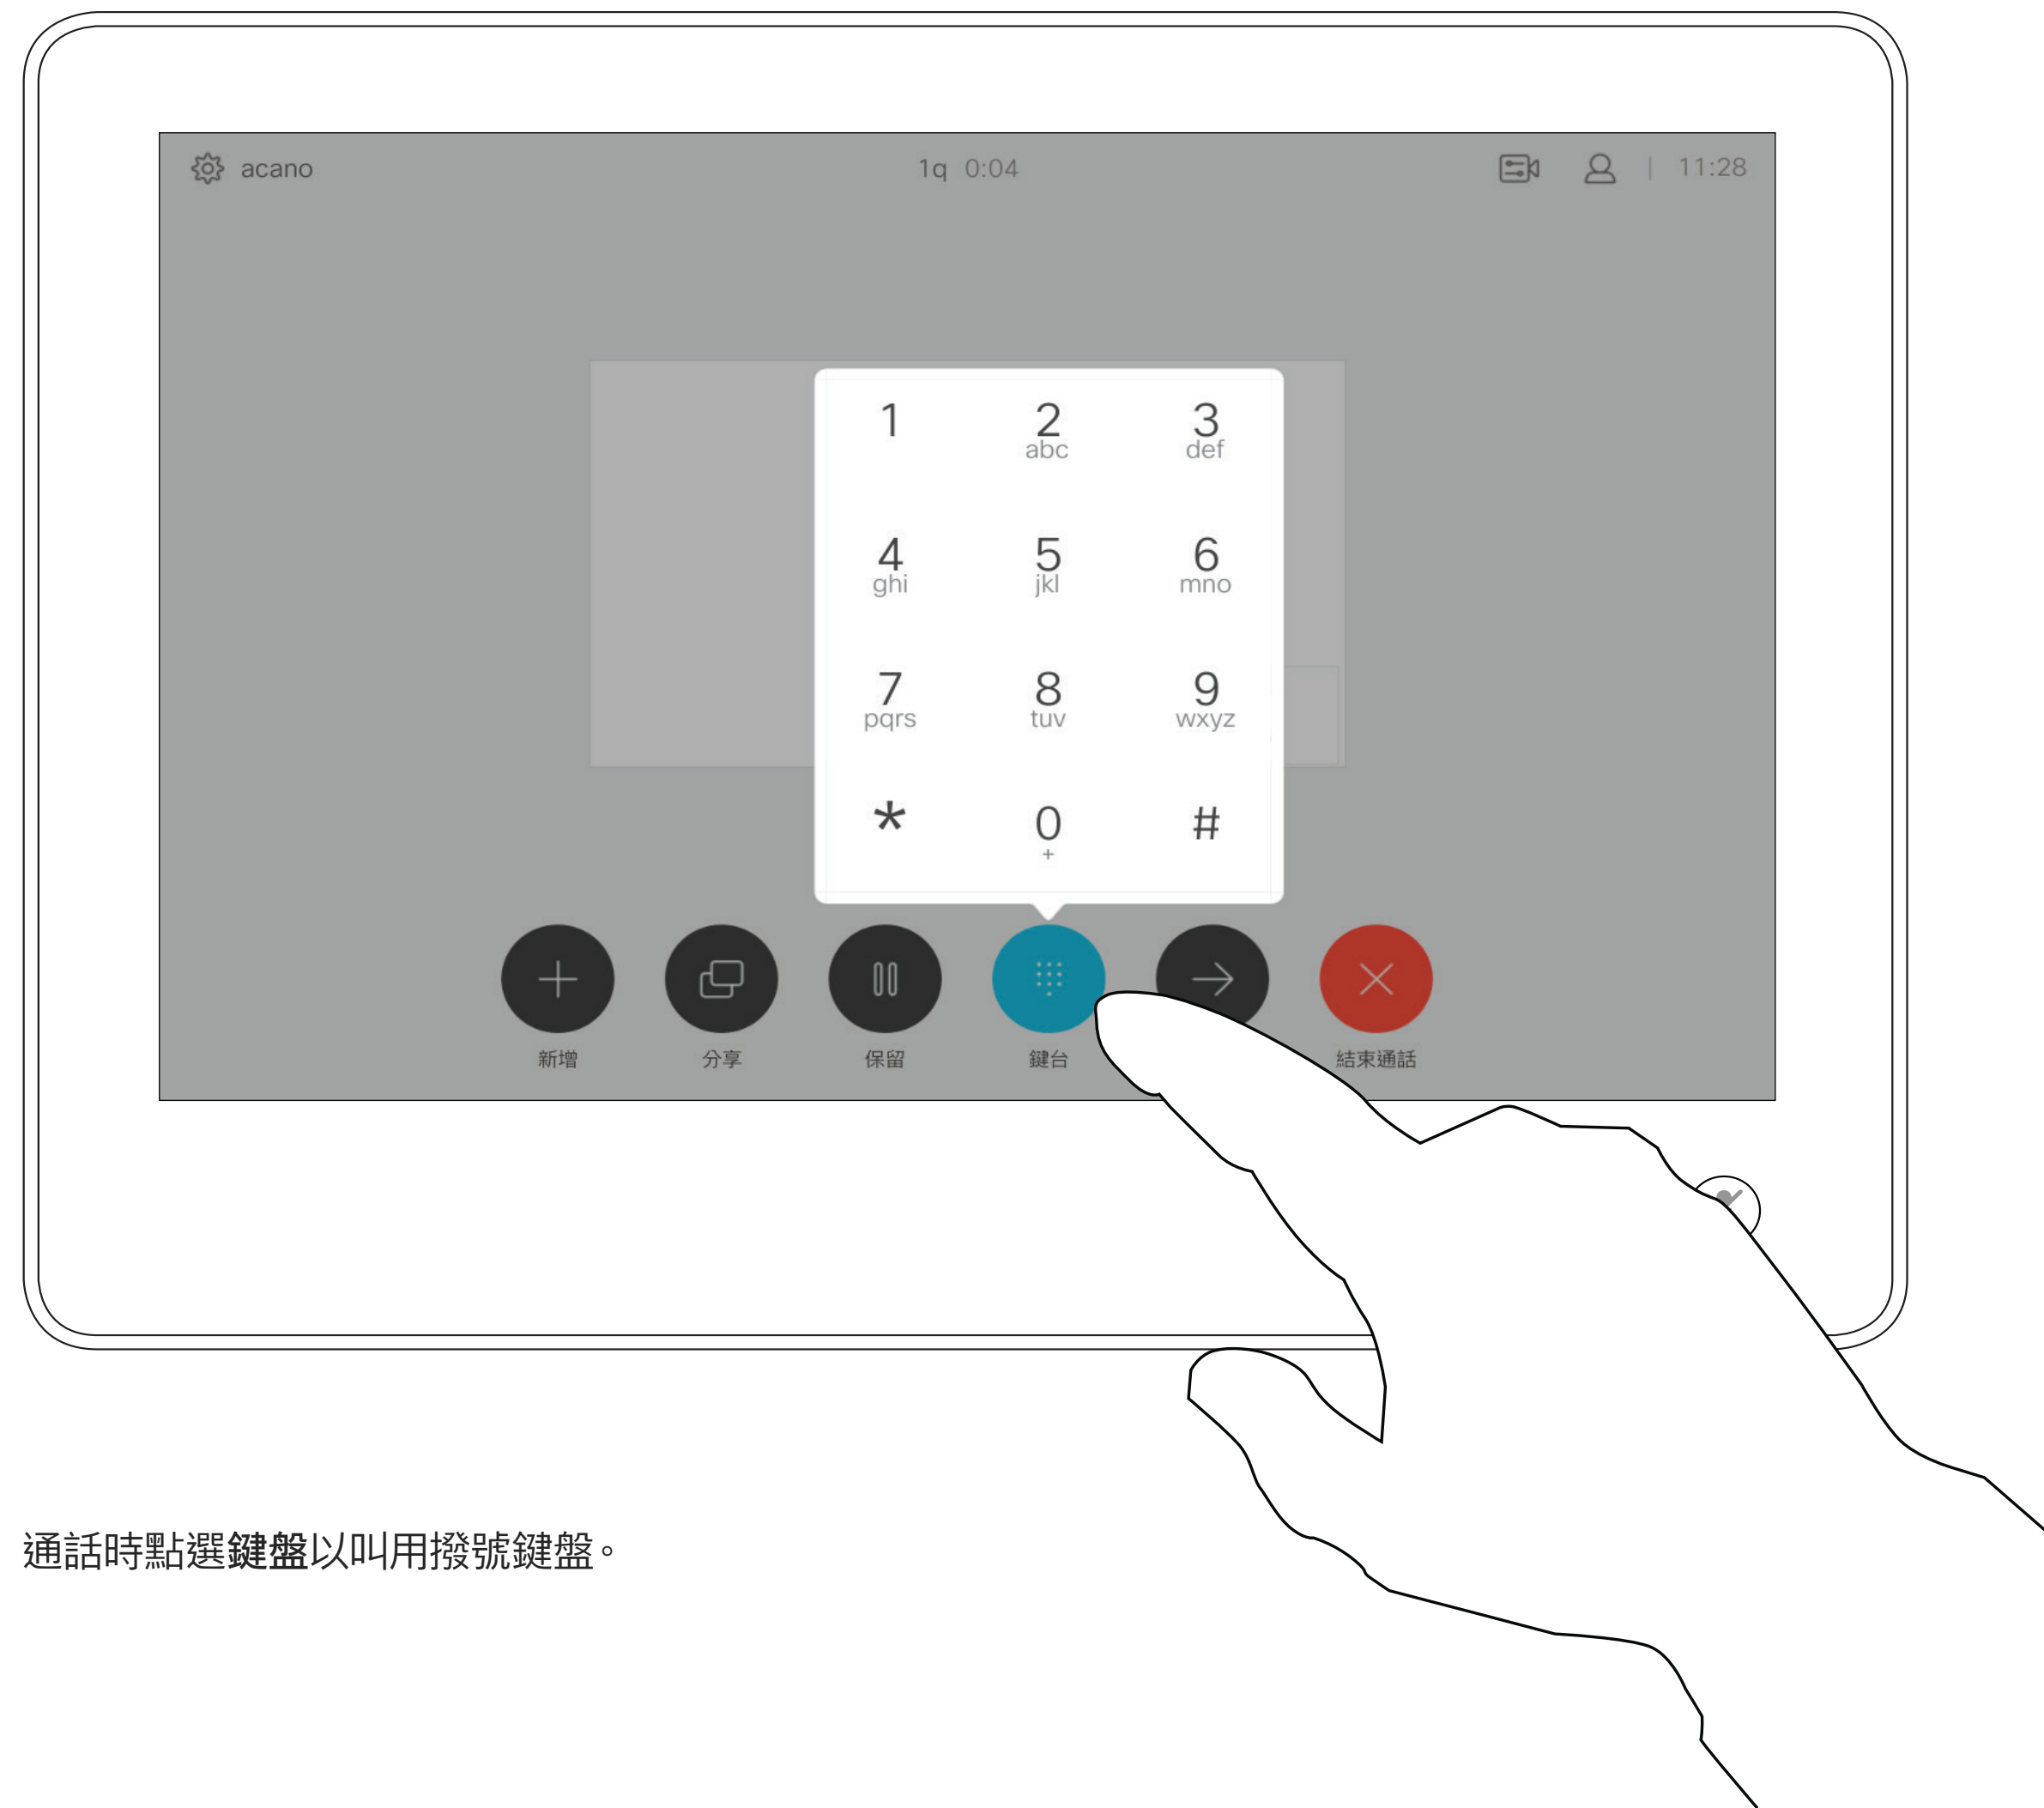 acano 1q 0:04 11:28
1 2 3
abc def
4 5 6
ghi jkl mno
7 8 9
pqrs tuv wxyz
* 0 #
+
新增 分享 保留 鍵台 結束通話
通話時點選鍵盤以叫用撥號鍵盤。